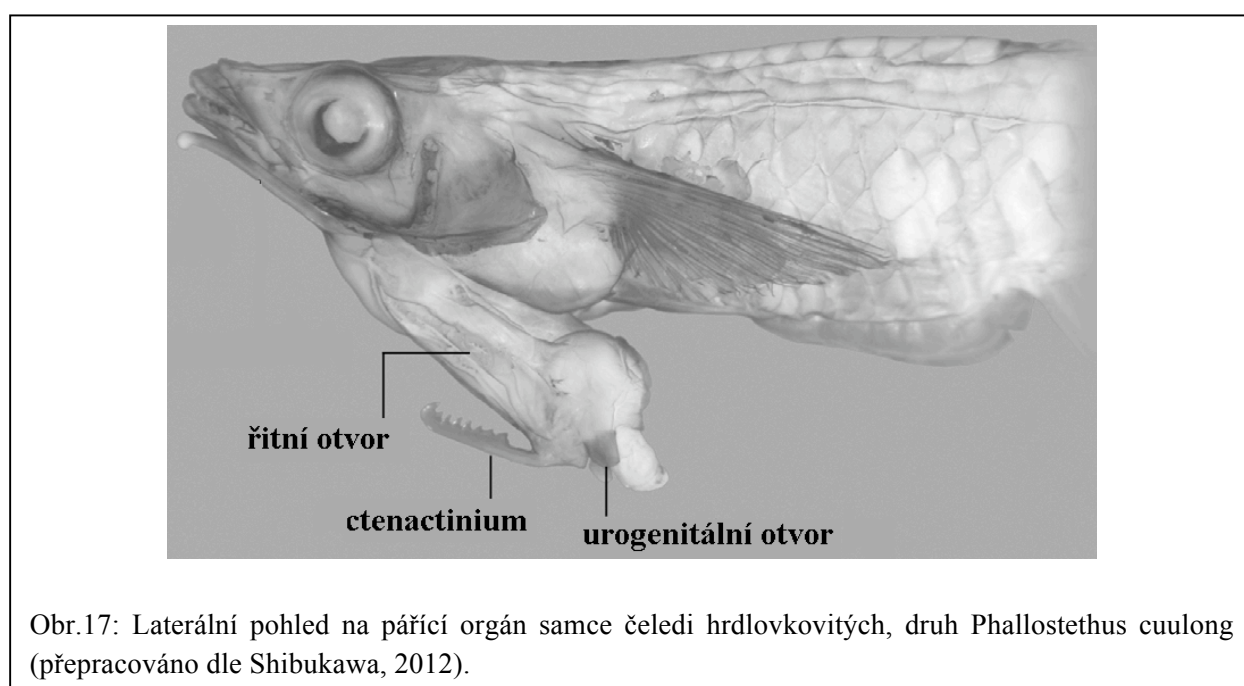 řitní otvor
ctenactinium
urogenitální otvor
Obr.17: Laterální pohled na pářící orgán samce čeledi hrdlovkovitých, druh Phallostethus cuulong
(přepracováno dle Shibukawa, 2012).